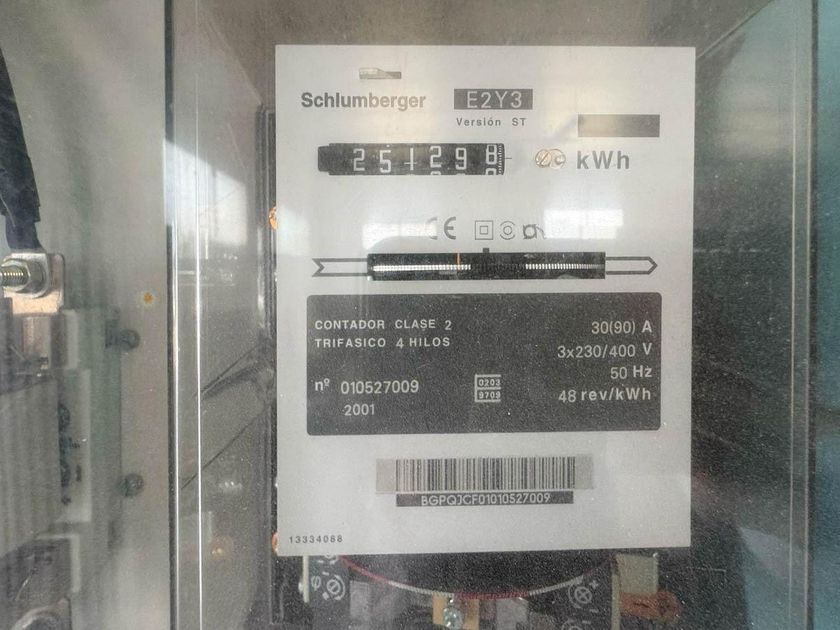 Schlumberger
E2Y3
Versión ST
251298
kWh
CE
CONTADOR CLASE 2
TRIFASICO 4 HILOS
nº 010527009
2001
0203
9709
30(90) A
3x230/400 V
50 Hz
48 rev/kWh
BGPQJCF01010527009
13334088